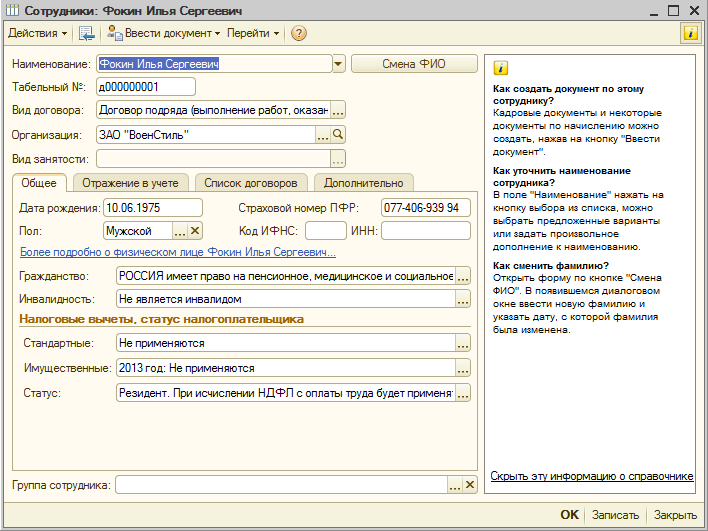 Сотрудники: Фокин Илья Сергеевич
Действия Ввести документ Перейти
Наименование: Фокин Илья Сергеевич Смена ФИО
Табельный №: д000000001
Вид договора: Договор подряда (выполнение работ, оказан ...
Организация: ЗАО "ВоенСтиль" ...
Вид занятости: ...
Общее Отражение в учете Список договоров Дополнительно
Дата рождения: 10.06.1975 Страховой номер ПФР: 077-406-939 94
Пол: Мужской ... Код ИФНС: ИНН:
Более подробно о физическом лице Фокин Илья Сергеевич...
Гражданство: РОССИЯ имеет право на пенсионное, медицинское и социальное ...
Инвалидность: Не является инвалидом ...
Налоговые вычеты, статус налогоплательщика
Стандартные: Не применяются ...
Имущественные: 2013 год: Не применяются ...
Статус: Резидент. При исчислении НДФЛ с оплаты труда будет применят ...
Группа сотрудника: ...
Как создать документ по этому
сотруднику?
Кадровые документы и некоторые
документы по начислению можно
создать, нажав на кнопку "Ввести
документ".
Как уточнить наименование
сотрудника?
В поле "Наименование" нажать на
кнопку выбора из списка, можно
выбрать предложенные варианты
или задать произвольное
дополнение к наименованию.
Как сменить фамилию?
Открыть форму по кнопке "Смена
ФИО". В появившемся диалоговом
окне ввести новую фамилию и
указать дату, с которой фамилия
была изменена.
Скрыть эту информацию о справочнике
OK Записать Закрыть